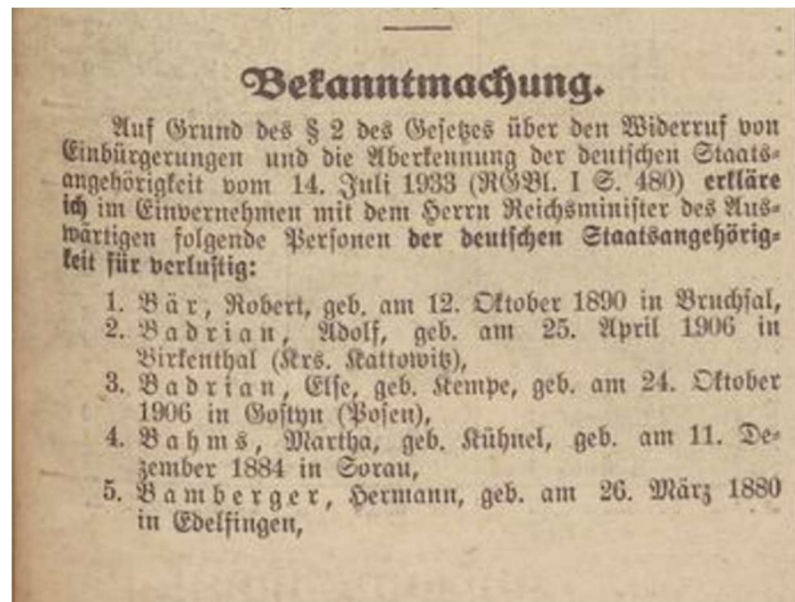 Bekanntmachung.
Auf Grund des § 2 des Gesetzes über den Widerruf von
Einbürgerungen und die Aberkennung der deutschen Staats-
angehörigkeit vom 14. Juli 1933 (RGBl. I S. 480) erkläre
ich im Einvernehmen mit dem Herrn Reichsminister des Aus-
wärtigen folgende Personen der deutschen Staatsangehörig-
keit für verlustig:
1. Bär, Robert, geb. am 12. Oktober 1890 in Bruchsal,
2. Badrian, Adolf, geb. am 25. April 1906 in
Birkenthal (Krs. Kattowitz),
3. Badrian, Else, geb. Kempe, geb. am 24. Oktober
1906 in Gostyn (Posen),
4. Bahms, Martha, geb. Kühnel, geb. am 11. De-
zember 1884 in Sorau,
5. Bamberger, Hermann, geb. am 26. März 1880
in Edelfingen,